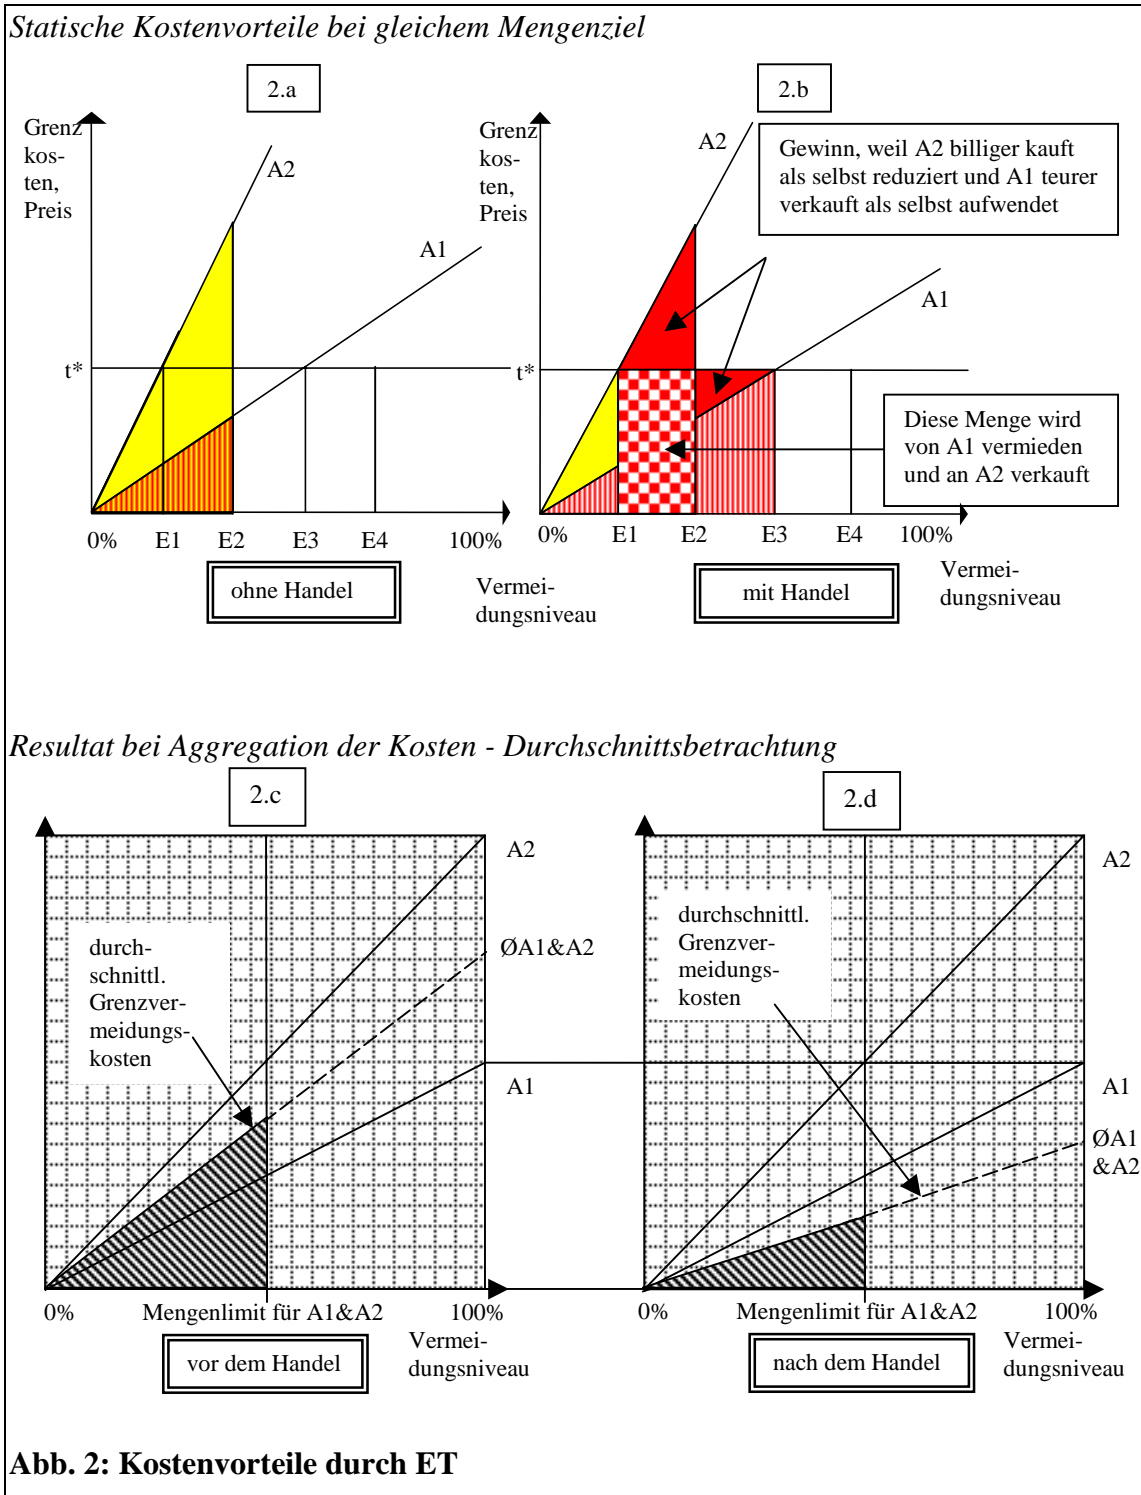 Statische Kostenvorteile bei gleichem Mengenziel
2.a
Grenz
kos-
ten,
Preis
A2
A1
t*
0%
E1
E2
E3
E4
100%
ohne Handel
Vermei-
dungsniveau
2.b
Grenz
kos-
ten,
Preis
A2
Gewinn, weil A2 billiger kauft
als selbst reduziert und A1 teurer
verkauft als selbst aufwendet
A1
t*
Diese Menge wird
von A1 vermieden
und an A2 verkauft
0%
E1
E2
E3
E4
100%
mit Handel
Vermei-
dungsniveau
Resultat bei Aggregation der Kosten - Durchschnittsbetrachtung
2.c
A2
ØA1&A2
durch-
schnittl.
Grenzver-
meidungs-
kosten
A1
0%
Mengenlimit für A1&A2
100%
vor dem Handel
Vermei-
dungsniveau
2.d
A2
durchschnittl.
Grenzver-
meidungs-
kosten
A1
ØA1
&A2
0%
Mengenlimit für A1&A2
100%
nach dem Handel
Vermei-
dungsniveau
Abb. 2: Kostenvorteile durch ET